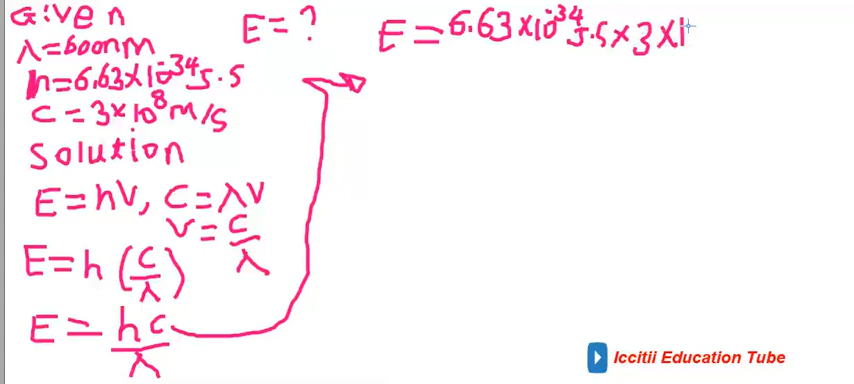 Given
λ=600nm
h=6.63×10⁻³⁴J.s
C=3×10⁸m/s
Solution
E=hV, C=λV
V=C/λ
E=h(C/λ)
E=hc/λ
E=?
E=6.63×10⁻³⁴J.s×3×1
Iccitii Education Tube